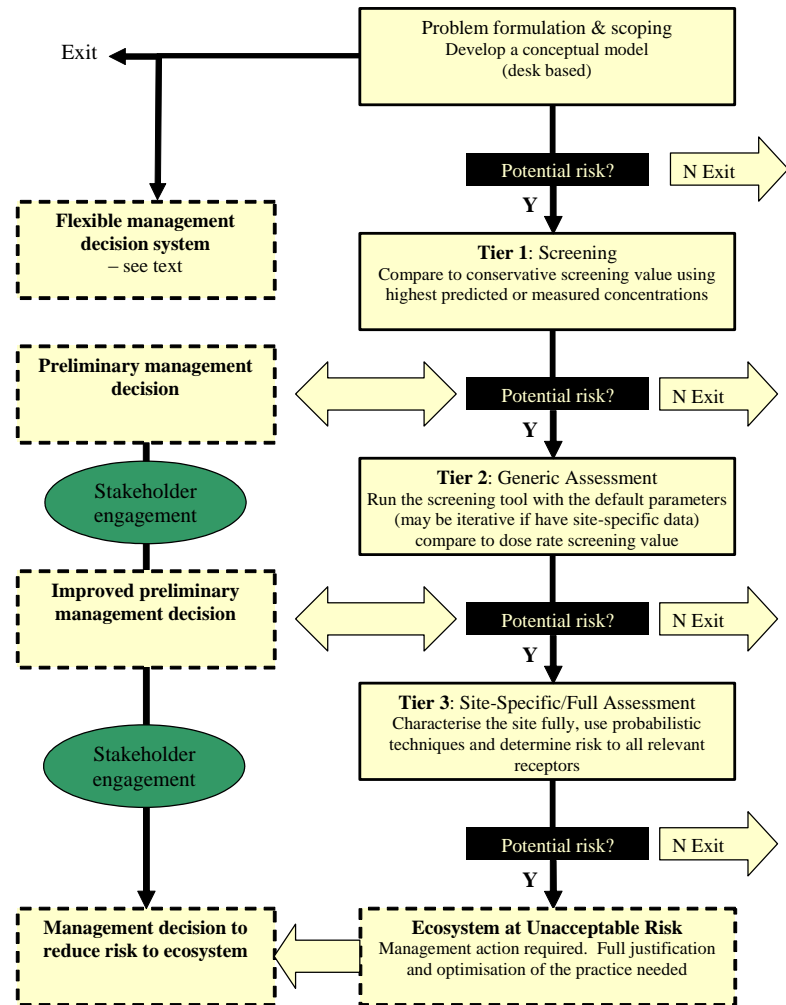 Problem formulation & scoping
Develop a conceptual model
(desk based)
Exit
Potential risk?
N Exit
Y
Flexible management
decision system
– see text
Tier 1: Screening
Compare to conservative screening value using
highest predicted or measured concentrations
Preliminary management
decision
Potential risk?
N Exit
Y
Stakeholder
engagement
Tier 2: Generic Assessment
Run the screening tool with the default parameters
(may be iterative if have site-specific data)
compare to dose rate screening value
Improved preliminary
management decision
Potential risk?
N Exit
Y
Tier 3: Site-Specific/Full Assessment
Characterise the site fully, use probabilistic
techniques and determine risk to all relevant
receptors
Stakeholder
engagement
Potential risk?
N Exit
Y
Management decision to
reduce risk to ecosystem
Ecosystem at Unacceptable Risk
Management action required.  Full justification
and optimisation of the practice needed